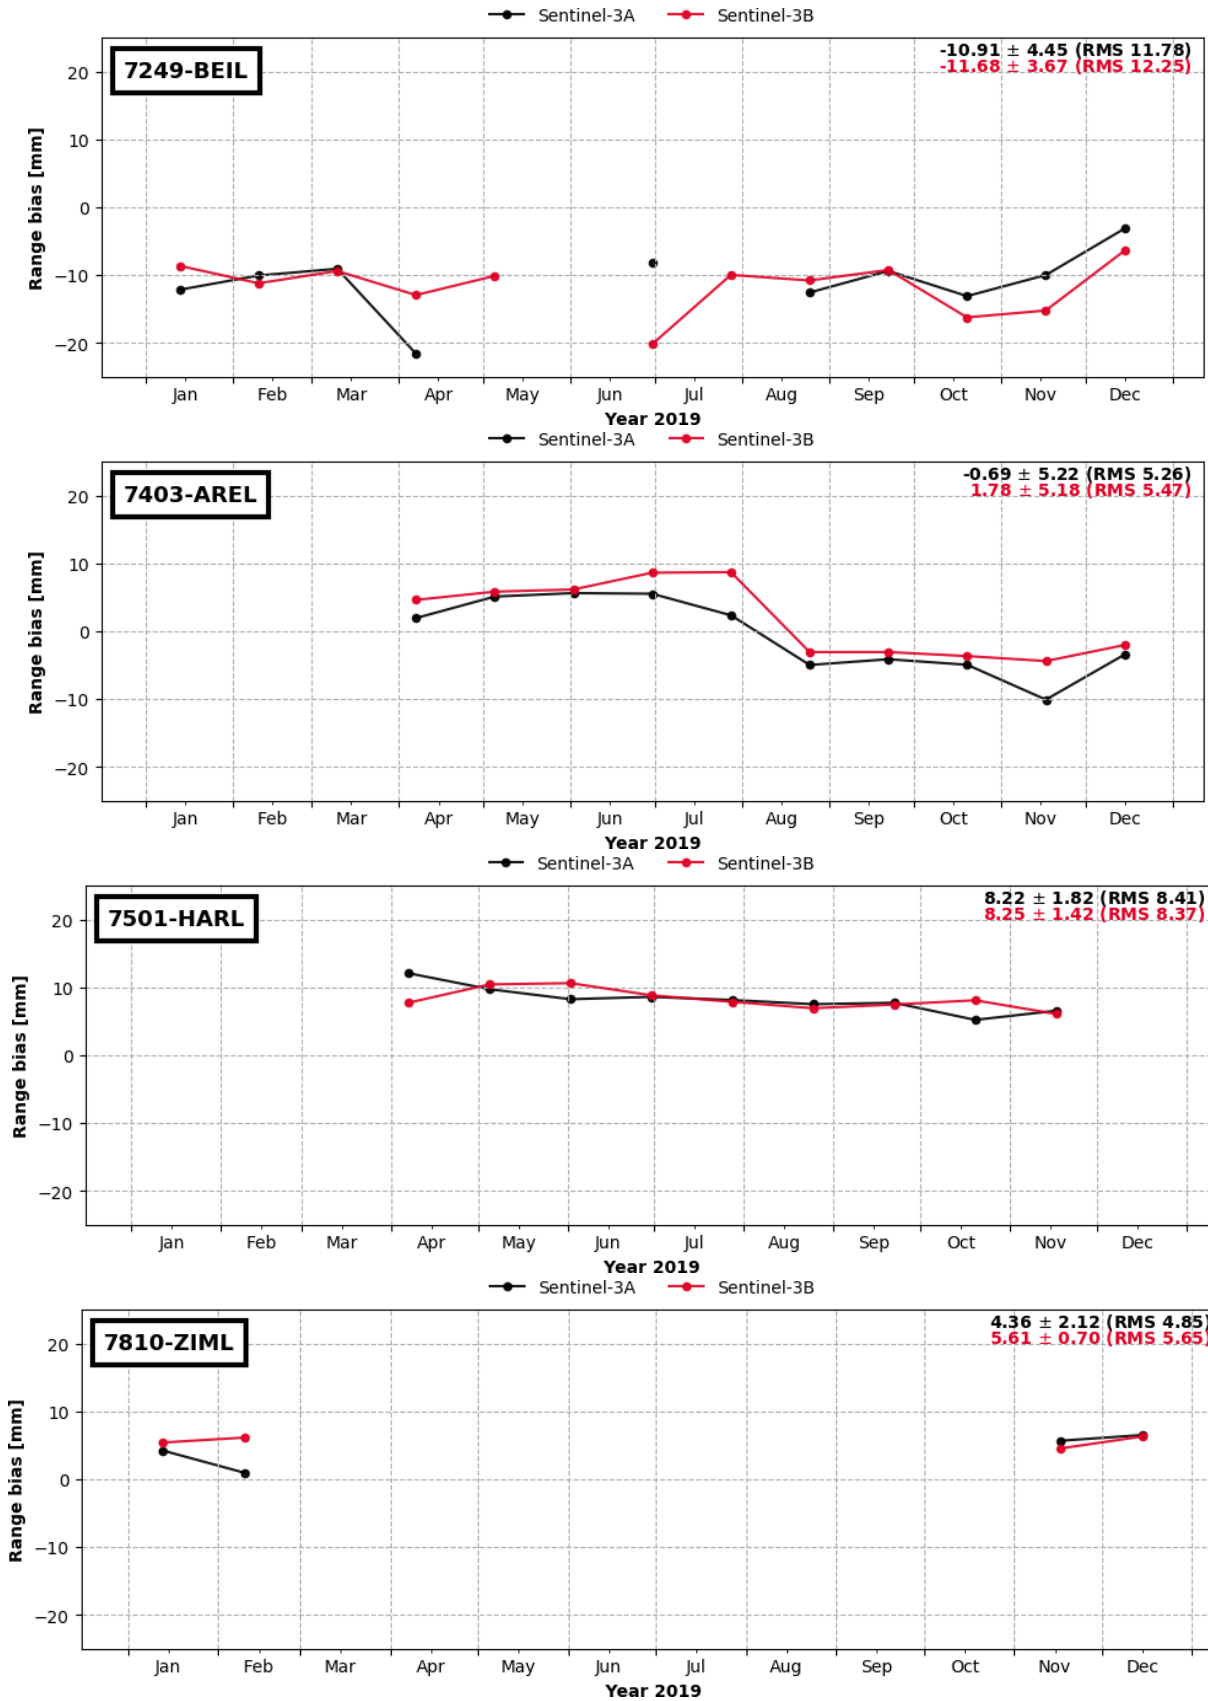 Sentinel-3A Sentinel-3B
7249-BEIL
-10.91 ± 4.45 (RMS 11.78)
-11.68 ± 3.67 (RMS 12.25)
Range bias [mm]
20
10
0
−10
−20
Jan Feb Mar Apr May Jun Jul Aug Sep Oct Nov Dec
Year 2019
Sentinel-3A Sentinel-3B
7403-AREL
-0.69 ± 5.22 (RMS 5.26)
1.78 ± 5.18 (RMS 5.47)
Range bias [mm]
20
10
0
−10
−20
Jan Feb Mar Apr May Jun Jul Aug Sep Oct Nov Dec
Year 2019
Sentinel-3A Sentinel-3B
7501-HARL
8.22 ± 1.82 (RMS 8.41)
8.25 ± 1.42 (RMS 8.37)
Range bias [mm]
20
10
0
−10
−20
Jan Feb Mar Apr May Jun Jul Aug Sep Oct Nov Dec
Year 2019
Sentinel-3A Sentinel-3B
7810-ZIML
4.36 ± 2.12 (RMS 4.85)
5.61 ± 0.70 (RMS 5.65)
Range bias [mm]
20
10
0
−10
−20
Jan Feb Mar Apr May Jun Jul Aug Sep Oct Nov Dec
Year 2019